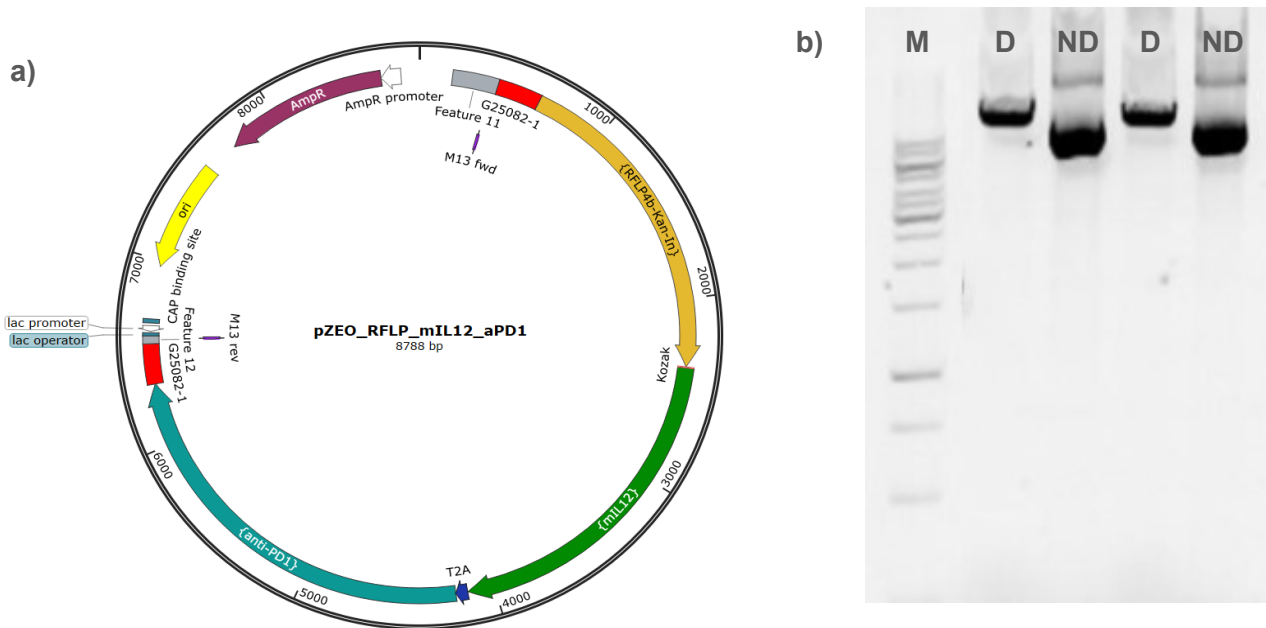 a)
b)
M D ND D ND
8000
AmpR
AmpR promoter
Feature 11
G25082-1
1000
M13 fwd
{RFLP4b-Kan-In}
ori
7000
CAP binding site
2000
lac promoter
lac operator
Feature 12
G25082-1
M13 rev
pZEO_RFLP_mIL12_aPD1
8788 bp
Kozak
6000
3000
{mIL12}
{anti-PD1}
T2A
5000
4000